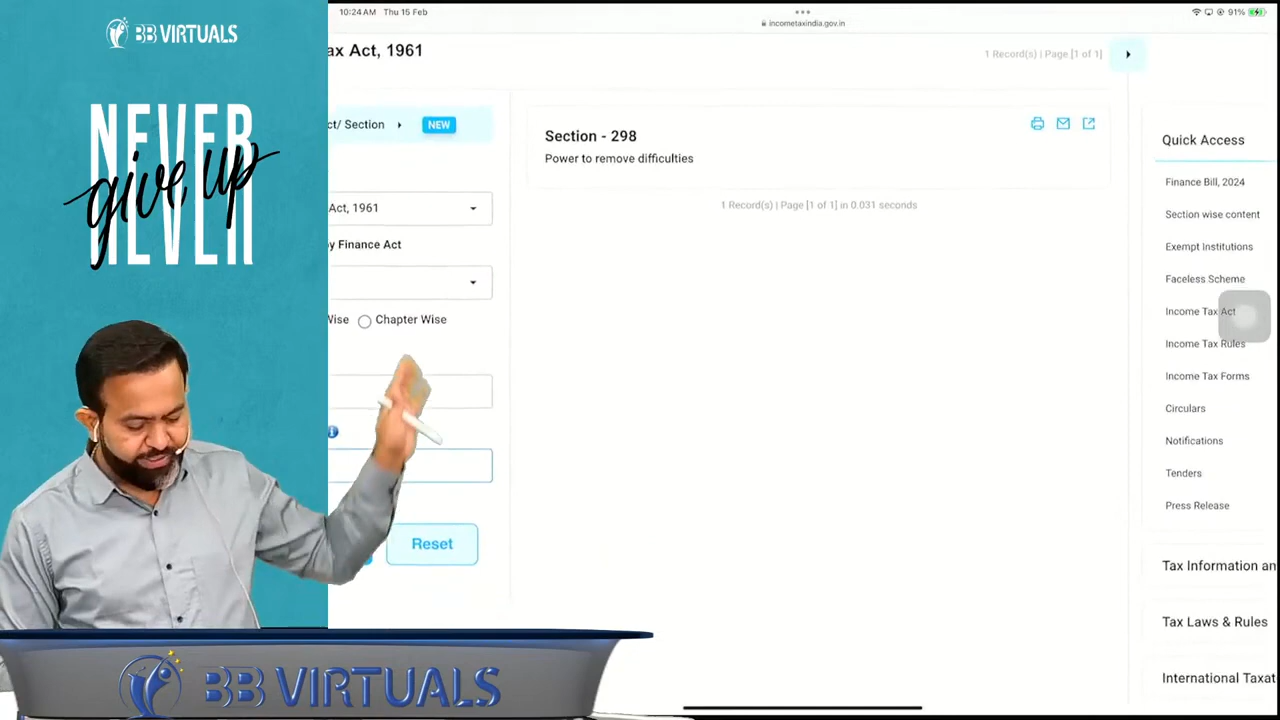 BB VIRTUALS
NEVER
give up
NEVER
10:24 AM Thu 15 Feb
incometaxindia.gov.in
91%
ax Act, 1961
1 Record(s) | Page [1 of 1]
ct/ Section
NEW
Section - 298
Power to remove difficulties
1 Record(s) | Page [1 of 1] in 0.031 seconds
Act, 1961
y Finance Act
Wise
Chapter Wise
Reset
Quick Access
Finance Bill, 2024
Section wise content
Exempt Institutions
Faceless Scheme
Income Tax Act
Income Tax Rules
Income Tax Forms
Circulars
Notifications
Tenders
Press Release
Tax Information an
Tax Laws & Rules
International Taxat
BB VIRTUALS